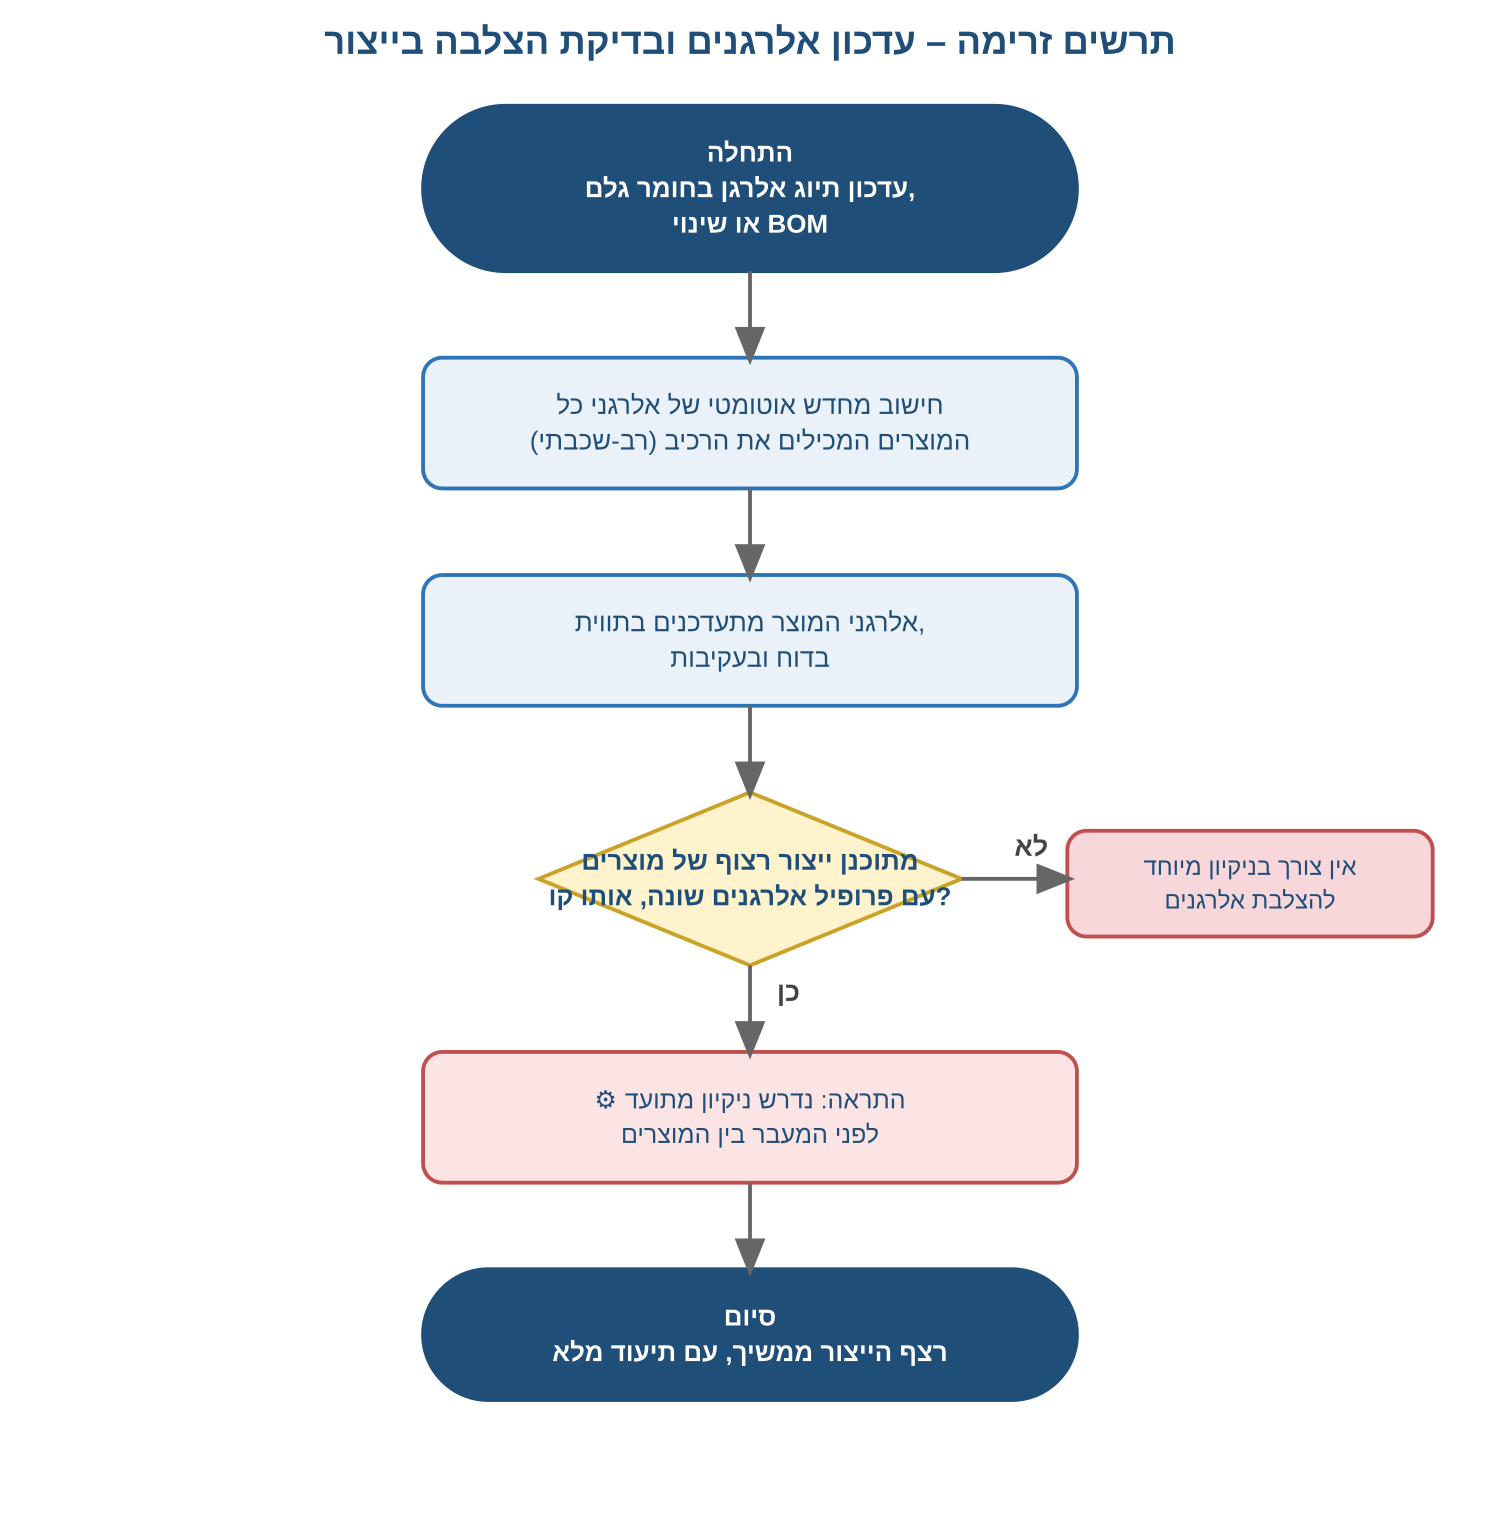 תרשים זרימה – עדכון אלרגנים ובדיקת הצלבה בייצור
התחלה
עדכון תיוג אלרגן בחומר גלם,
או שינוי BOM
חישוב מחדש אוטומטי של אלרגני כל
המוצרים המכילים את הרכיב (רב-שכבתי)
אלרגני המוצר מתעדכנים בתווית,
בדוח ובעקיבות
מתוכנן ייצור רצוף של מוצרים
עם פרופיל אלרגנים שונה, אותו קו?
לא
אין צורך בניקיון מיוחד
להצלבת אלרגנים
כן
התראה: נדרש ניקיון מתועד ⚙
לפני המעבר בין המוצרים
סיום
רצף הייצור ממשיך, עם תיעוד מלא